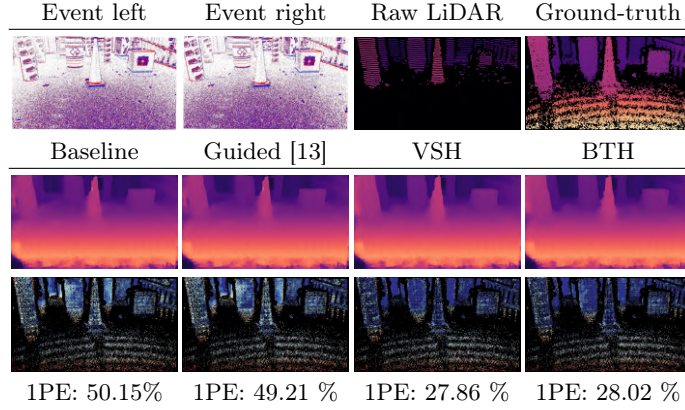 Event left Event right Raw LiDAR Ground-truth
Baseline Guided [13] VSH BTH
1PE: 50.15% 1PE: 49.21 % 1PE: 27.86 % 1PE: 28.02 %